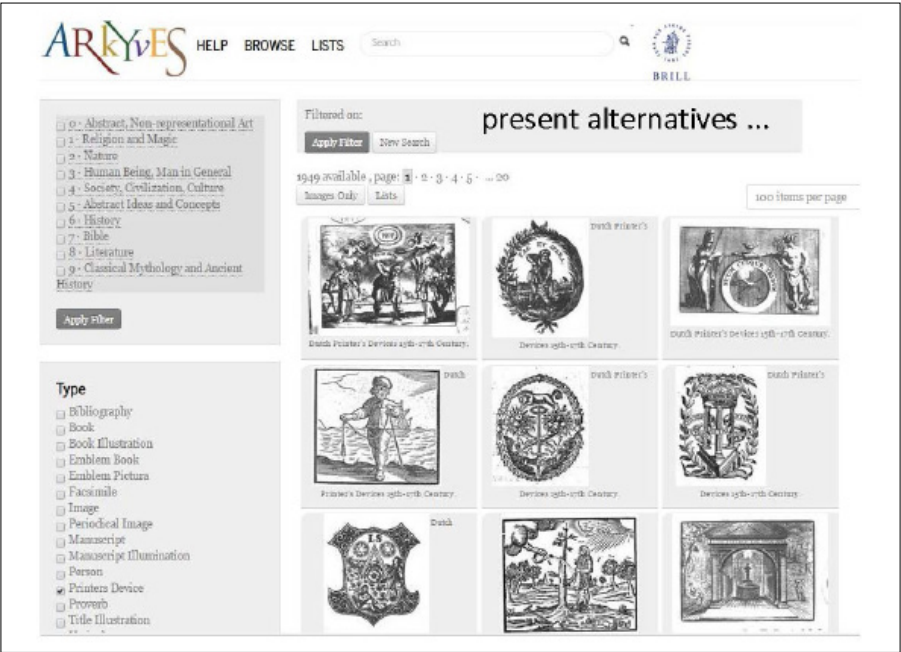 ARKYVES HELP BROWSE LISTS Search
BRILL
0 - Abstract, Non-representational Art
1 - Religion and Magic
2 - Nature
3 - Human Being, Man in General
4 - Society, Civilization, Culture
5 - Abstract Ideas and Concepts
6 - History
7 - Bible
8 - Literature
9 - Classical Mythology and Ancient
History
Apply Filter
Type
Bibliography
Book
Book Illustration
Emblem Book
Emblem Pictura
Facsimile
Image
Periodical Image
Manuscript
Manuscript Illumination
Person
Printers Device
Proverb
Title Illustration
Filtered on:
present alternatives ...
Apply Filter New Search
1949 available , page: 1 · 2 · 3 · 4 · 5 · ... 20
Images Only Lists
100 items per page
Dutch Printer's Devices 15th-17th Century.
Dutch Printer's
Devices 15th-17th Century.
Dutch Printer's Devices 15th-17th Century.
Dutch
Printer's Devices 15th-17th Century.
Dutch Printer's
Devices 15th-17th Century.
Dutch Printer's
Devices 15th-17th Century.
Dutch
I.S